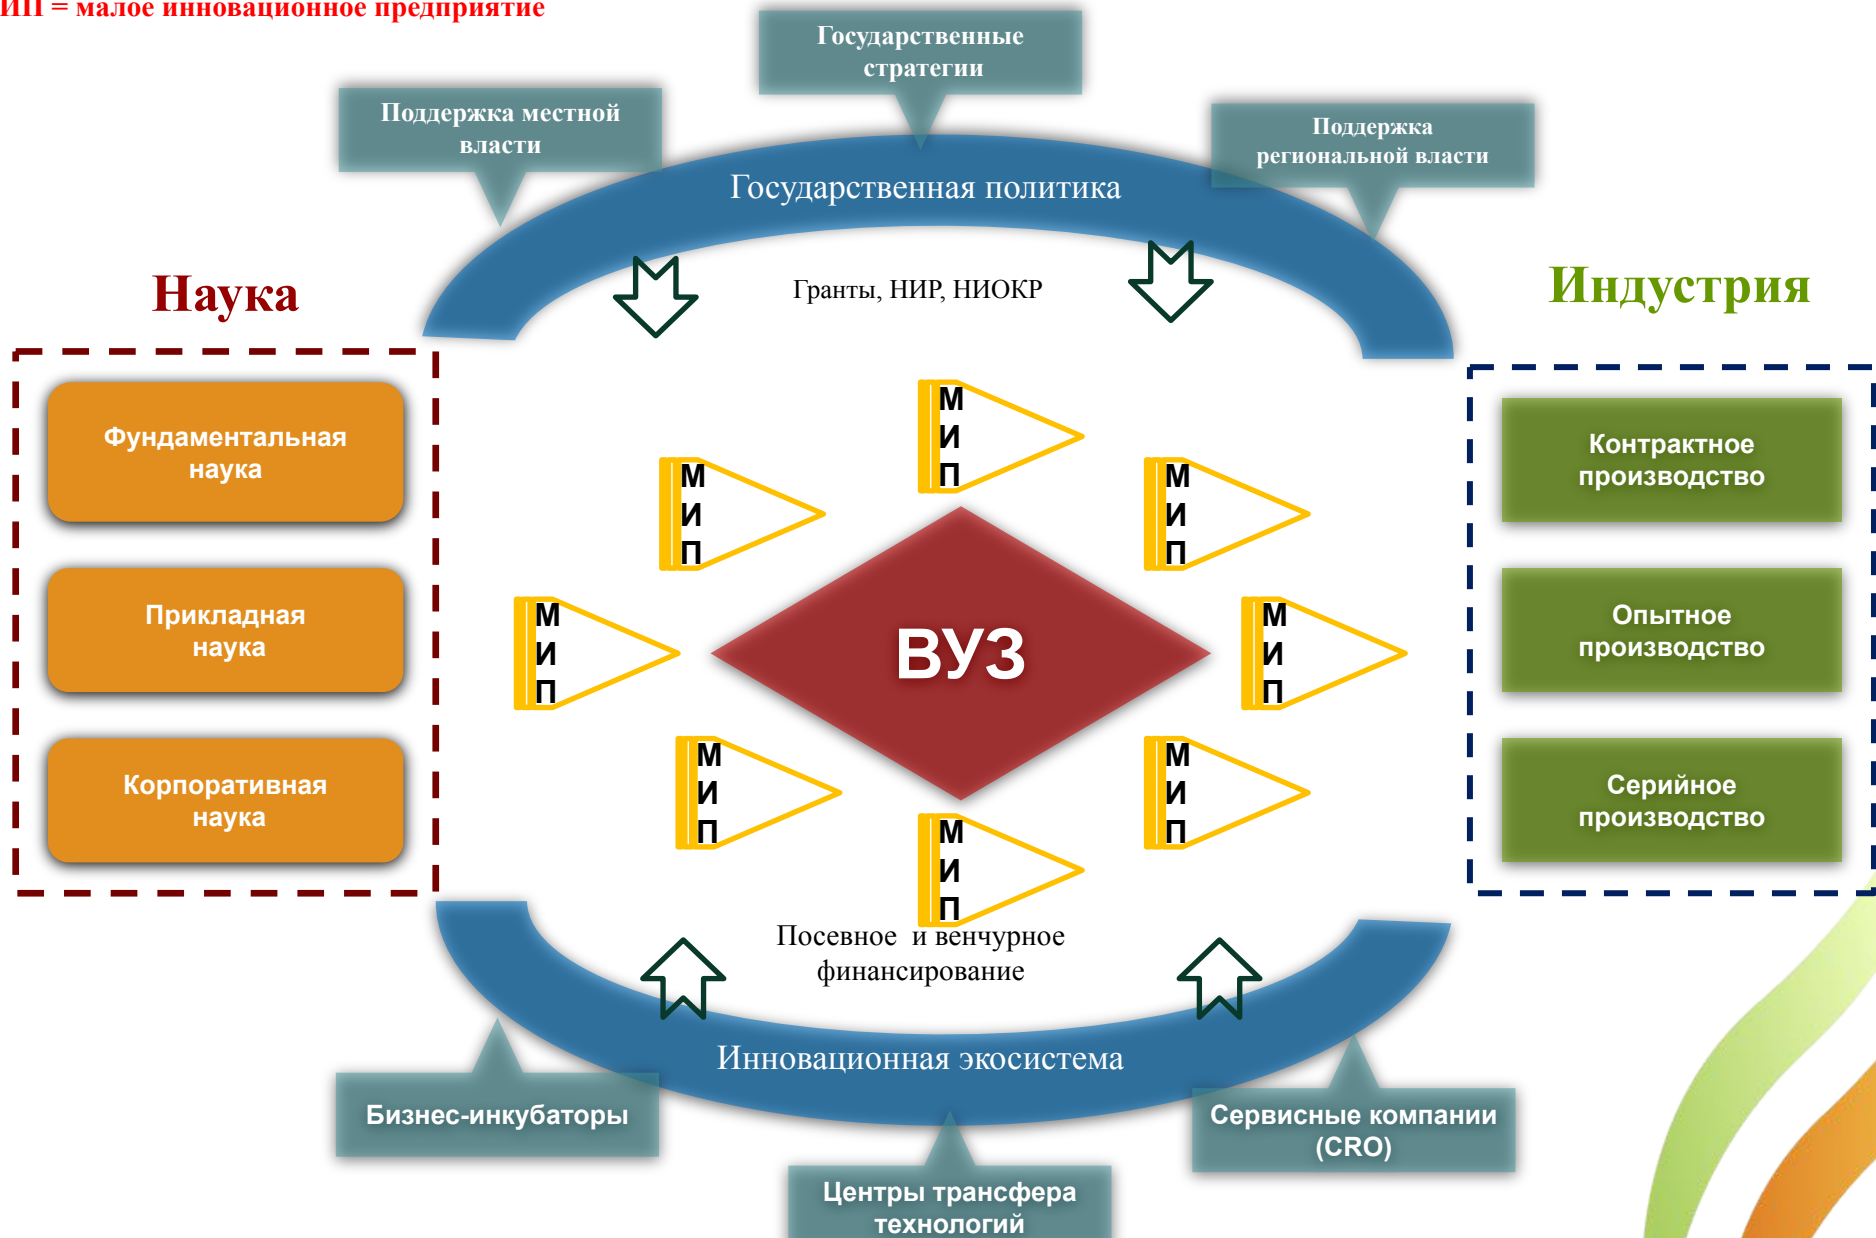 ИП = малое инновационное предприятие
Государственные
стратегии
Поддержка местной
власти
Поддержка
региональной власти
Государственная политика
Гранты, НИР, НИОКР
Наука
Индустрия
Фундаментальная
наука
Прикладная
наука
Корпоративная
наука
М
И
П
М
И
П
М
И
П
М
И
П
М
И
П
М
И
П
М
И
П
М
И
П
ВУЗ
Контрактное
производство
Опытное
производство
Серийное
производство
Посевное и венчурное
финансирование
Инновационная экосистема
Бизнес-инкубаторы
Центры трансфера
технологий
Сервисные компании
(CRO)